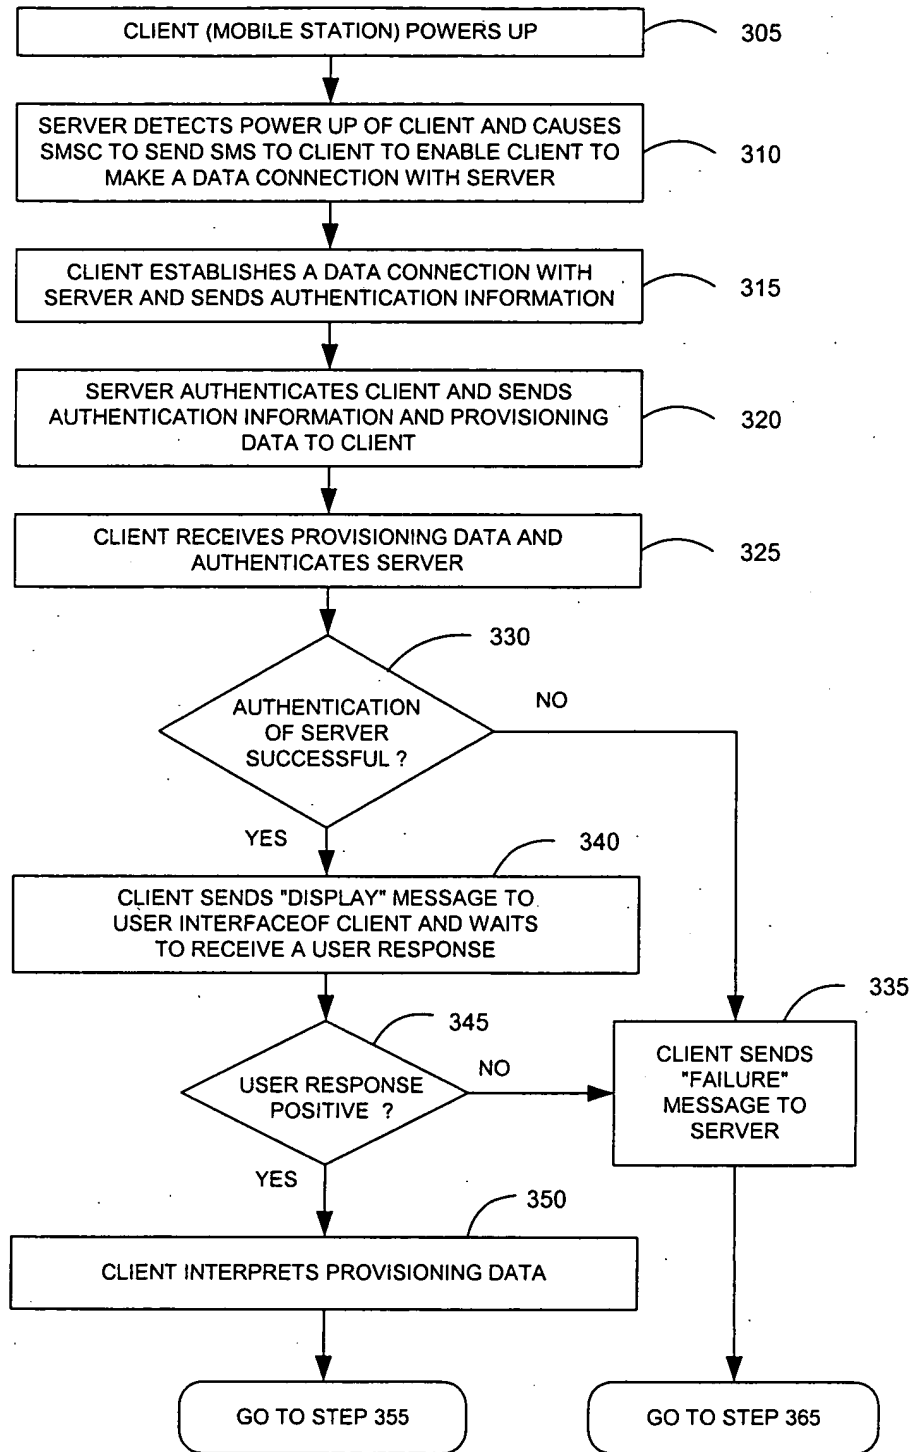 CLIENT (MOBILE STATION) POWERS UP
305
SERVER DETECTS POWER UP OF CLIENT AND CAUSES
SMSC TO SEND SMS TO CLIENT TO ENABLE CLIENT TO
MAKE A DATA CONNECTION WITH SERVER
310
CLIENT ESTABLISHES A DATA CONNECTION WITH
SERVER AND SENDS AUTHENTICATION INFORMATION
315
SERVER AUTHENTICATES CLIENT AND SENDS
AUTHENTICATION INFORMATION AND PROVISIONING
DATA TO CLIENT
320
CLIENT RECEIVES PROVISIONING DATA AND
AUTHENTICATES SERVER
325
330
AUTHENTICATION
OF SERVER
SUCCESSFUL ?
NO
YES
340
CLIENT SENDS "DISPLAY" MESSAGE TO
USER INTERFACEOF CLIENT AND WAITS
TO RECEIVE A USER RESPONSE
335
CLIENT SENDS
"FAILURE"
MESSAGE TO
SERVER
345
USER RESPONSE
POSITIVE ?
NO
YES
350
CLIENT INTERPRETS PROVISIONING DATA
GO TO STEP 355
GO TO STEP 365